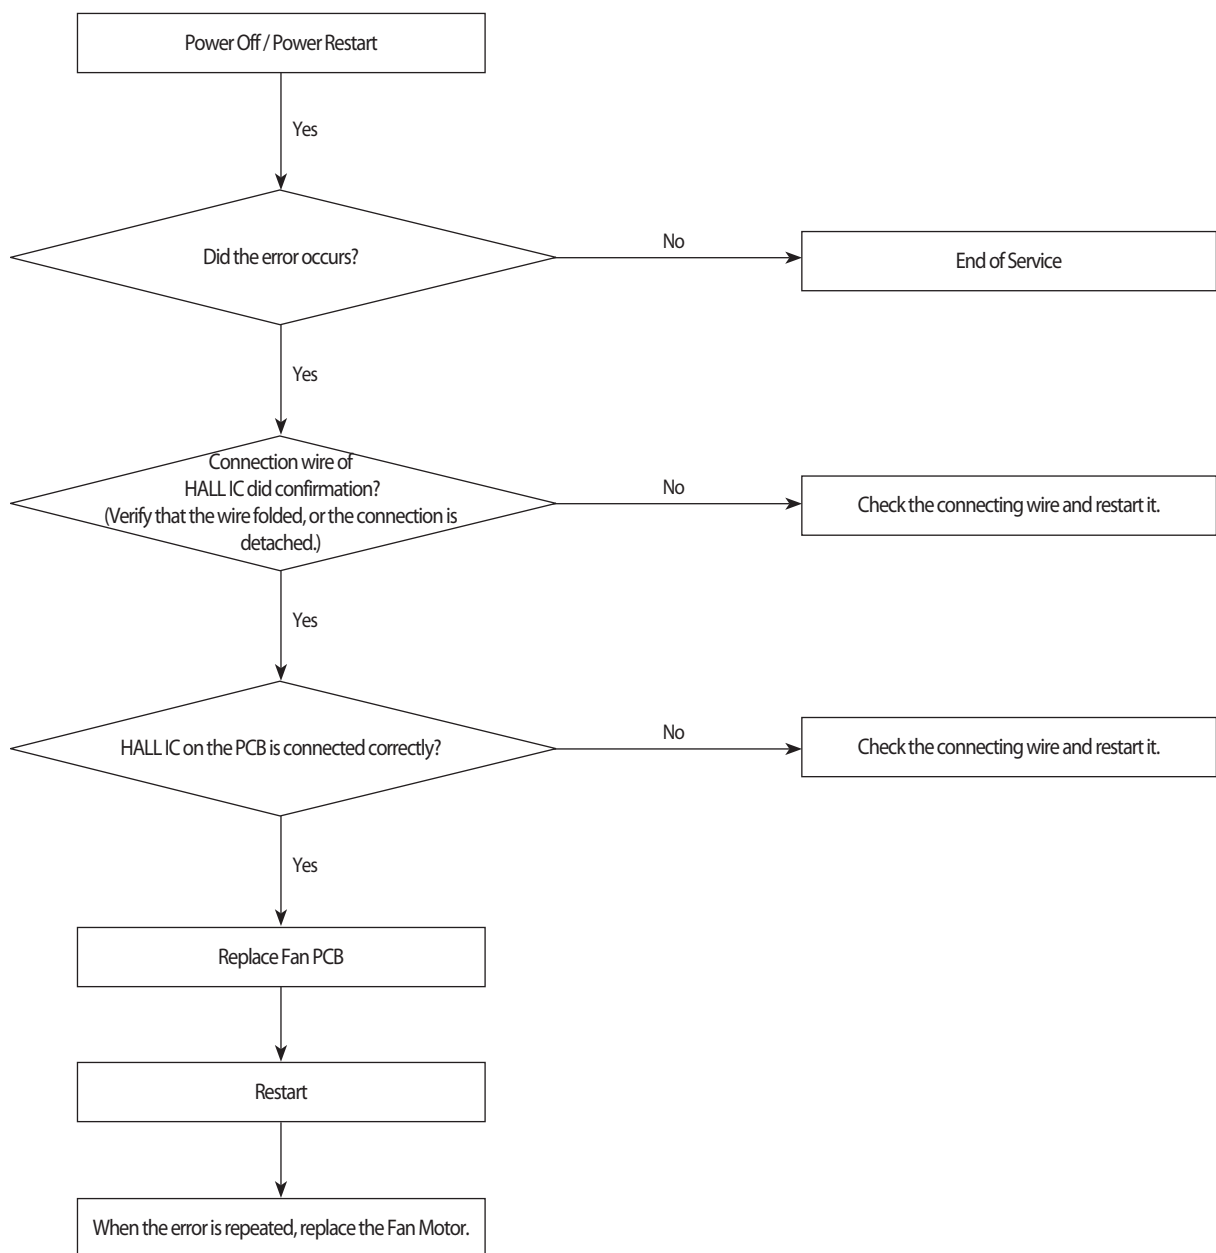 Power Off / Power Restart
Yes
Did the error occurs?
No
End of Service
Yes
Connection wire of
HALL IC did confirmation?
(Verify that the wire folded, or the connection is
detached.)
No
Check the connecting wire and restart it.
Yes
HALL IC on the PCB is connected correctly?
No
Check the connecting wire and restart it.
Yes
Replace Fan PCB
Restart
When the error is repeated, replace the Fan Motor.